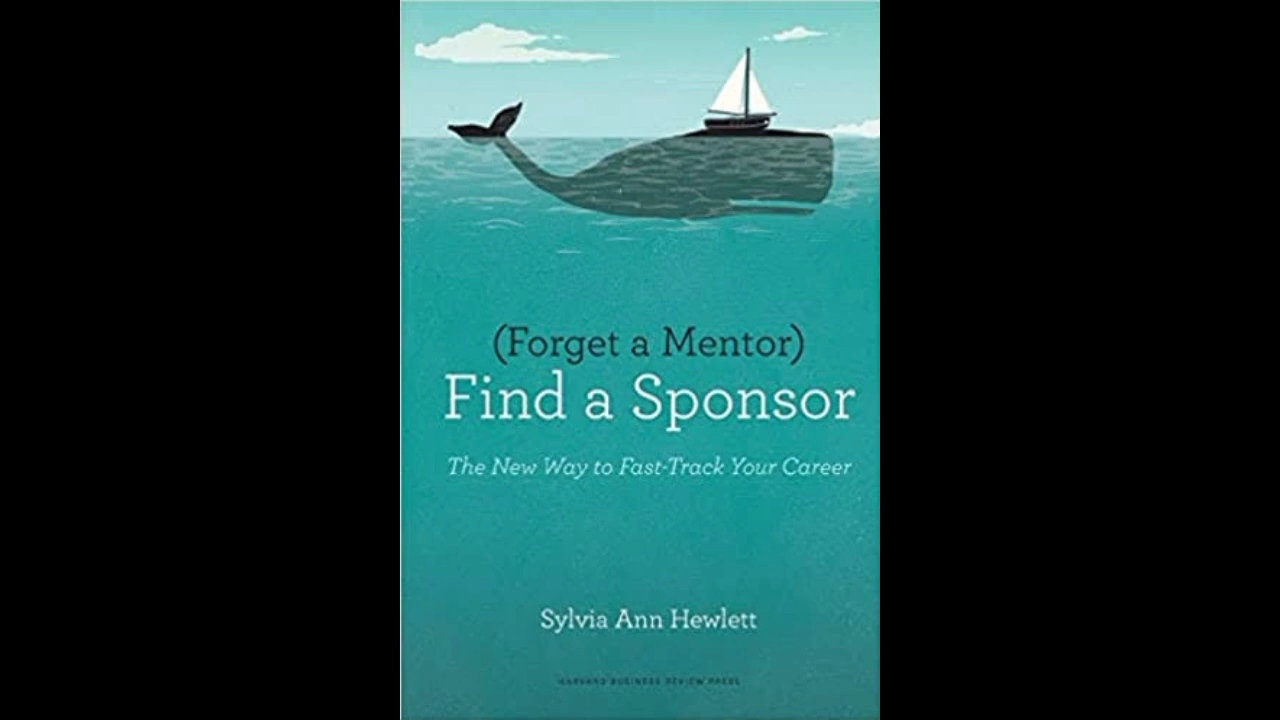 (Forget a Mentor)
Find a Sponsor
The New Way to Fast-Track Your Career
Sylvia Ann Hewlett
HARVARD BUSINESS REVIEW PRESS